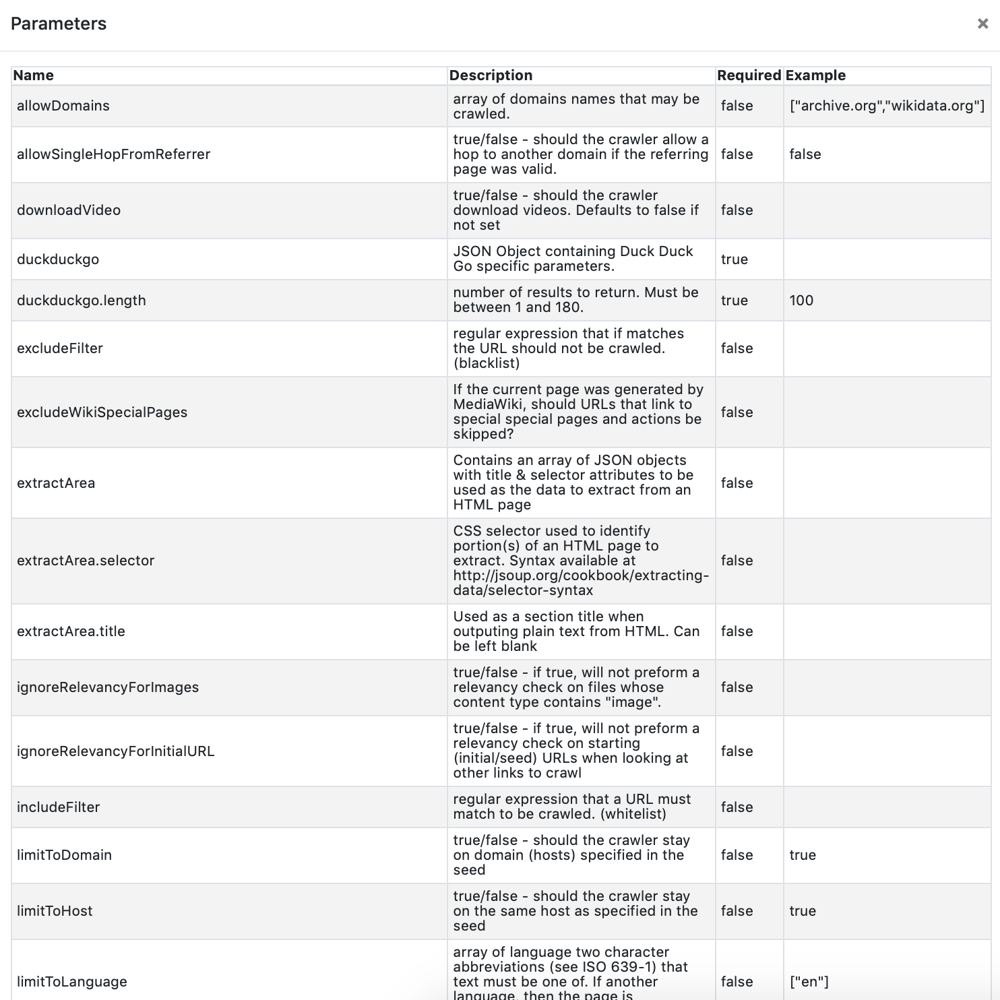 Parameters ×
Name Description Required Example
allowDomains
array of domains names that may be
crawled.
false
["archive.org","wikidata.org"]
allowSingleHopFromReferrer
true/false - should the crawler allow a
hop to another domain if the referring
page was valid.
false
false
downloadVideo
true/false - should the crawler
download videos. Defaults to false if
not set
false
duckduckgo
JSON Object containing Duck Duck
Go specific parameters.
true
duckduckgo.length
number of results to return. Must be
between 1 and 180.
true
100
excludeFilter
regular expression that if matches
the URL should not be crawled.
(blacklist)
false
excludeWikiSpecialPages
If the current page was generated by
MediaWiki, should URLs that link to
special special pages and actions be
skipped?
false
extractArea
Contains an array of JSON objects
with title & selector attributes to be
used as the data to extract from an
HTML page
false
extractArea.selector
CSS selector used to identify
portion(s) of an HTML page to
extract. Syntax available at
http://jsoup.org/cookbook/extracting-
data/selector-syntax
false
extractArea.title
Used as a section title when
outputing plain text from HTML. Can
be left blank
false
ignoreRelevancyForImages
true/false - if true, will not preform a
relevancy check on files whose
content type contains "image".
false
ignoreRelevancyForInitialURL
true/false - if true, will not preform a
relevancy check on starting
(initial/seed) URLs when looking at
other links to crawl
false
includeFilter
regular expression that a URL must
match to be crawled. (whitelist)
false
limitToDomain
true/false - should the crawler stay
on domain (hosts) specified in the
seed
false
true
limitToHost
true/false - should the crawler stay
on the same host as specified in the
seed
false
true
limitToLanguage
array of language two character
abbreviations (see ISO 639-1) that
text must be one of. If another
language, then the page is
false
["en"]